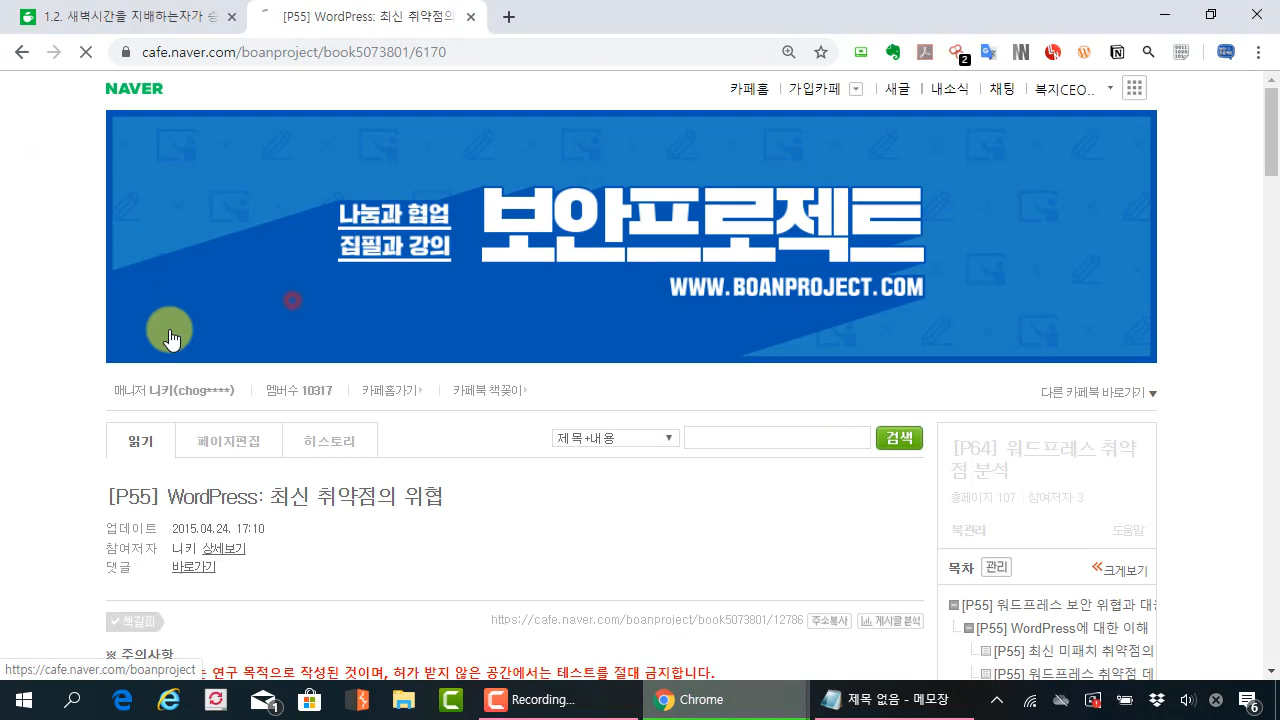 1.2. 새벽시간을 지배하는자가 승
[P55] WordPress: 최신 취약점의
cafe.naver.com/boanproject/book5073801/6170
2
NAVER
카페홈 가입카페 새글 내소식 채팅 복지CEO..
나눔과 협업
집필과 강의
보안프로젝트
WWW.BOANPROJECT.COM
매니저 니키(chog****) 멤버수 10317 카페홈가기 카페북 책꽂이
다른 카페북 바로가기
읽기 페이지편집 히스토리
제목+내용
검색
[P64] 워드프레스 취약
점 분석
총페이지 107 참여저자 3
북관리 도움말
[P55] WordPress: 최신 취약점의 위협
업데이트 2015.04.24. 17:10
참여저자 니키 상세보기
댓글 바로가기
목차 관리 크게보기
[P55] 워드프레스 보안 위협과 대응
[P55] WordPress에 대한 이해
[P55] 최신 미패치 취약점의
[P55] 워드프레스 취약점 데
책갈피
https://cafe.naver.com/boanproject/book5073801/12786 주소복사 게시글 분석
※ 주의사항
는 연구 목적으로 작성된 것이며, 허가 받지 않은 공간에서는 테스트를 절대 금지합니다.
https://cafe.naver.com/boanproject
1
Recording...
Chrome
제목 없음 - 메모장
6